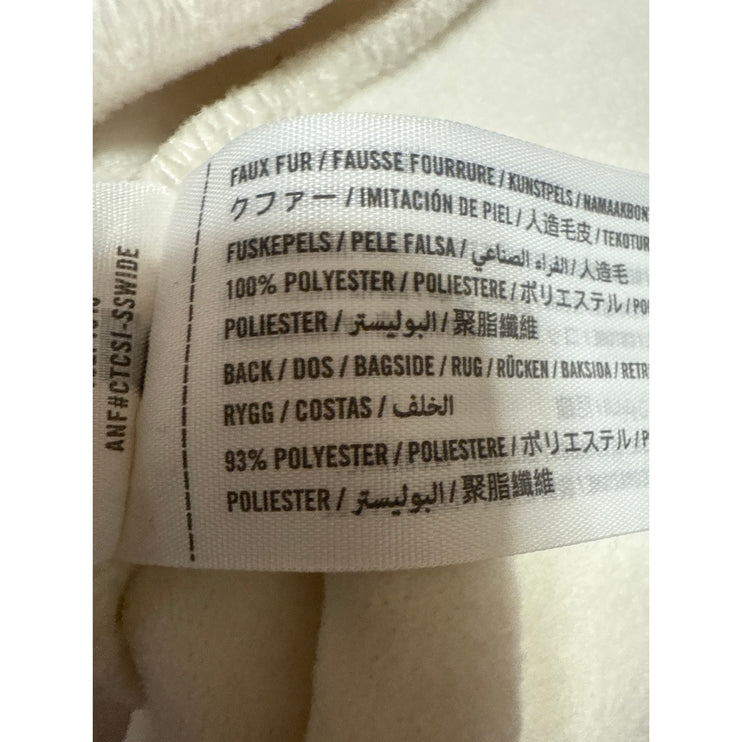 FAUX FUR / FAUSSE FOURRURE / KUNSTPELS / NAMAAKBONT
クファー / IMITACIÓN DE PIEL / 人造毛皮 / TEKOTUR
FUSKEPELS / PELE FALSA / الفراء الصناعي / 人造毛
100% POLYESTER / POLIESTERE / ポリエステル / PO
POLIESTER / البوليستر / 聚脂纖維
BACK / DOS / BAGSIDE / RUG / RÜCKEN / BAKSIDA / RETR
RYGG / COSTAS / الخلف
93% POLYESTER / POLIESTERE / ポリエステル / P
POLIESTER / البوليستر / 聚脂纖維
ANF#CTCSI-SSWIDE